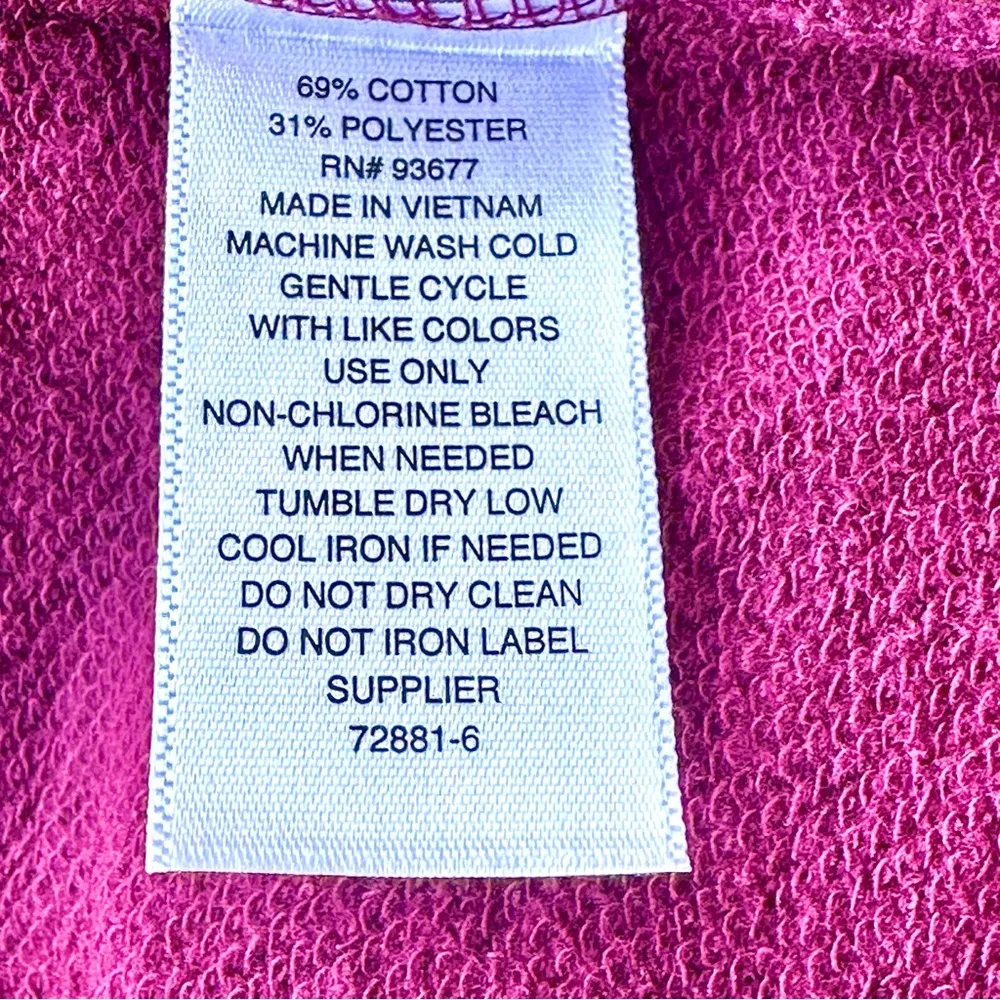 69% COTTON
31% POLYESTER
RN# 93677
MADE IN VIETNAM
MACHINE WASH COLD
GENTLE CYCLE
WITH LIKE COLORS
USE ONLY
NON-CHLORINE BLEACH
WHEN NEEDED
TUMBLE DRY LOW
COOL IRON IF NEEDED
DO NOT DRY CLEAN
DO NOT IRON LABEL
SUPPLIER
72881-6